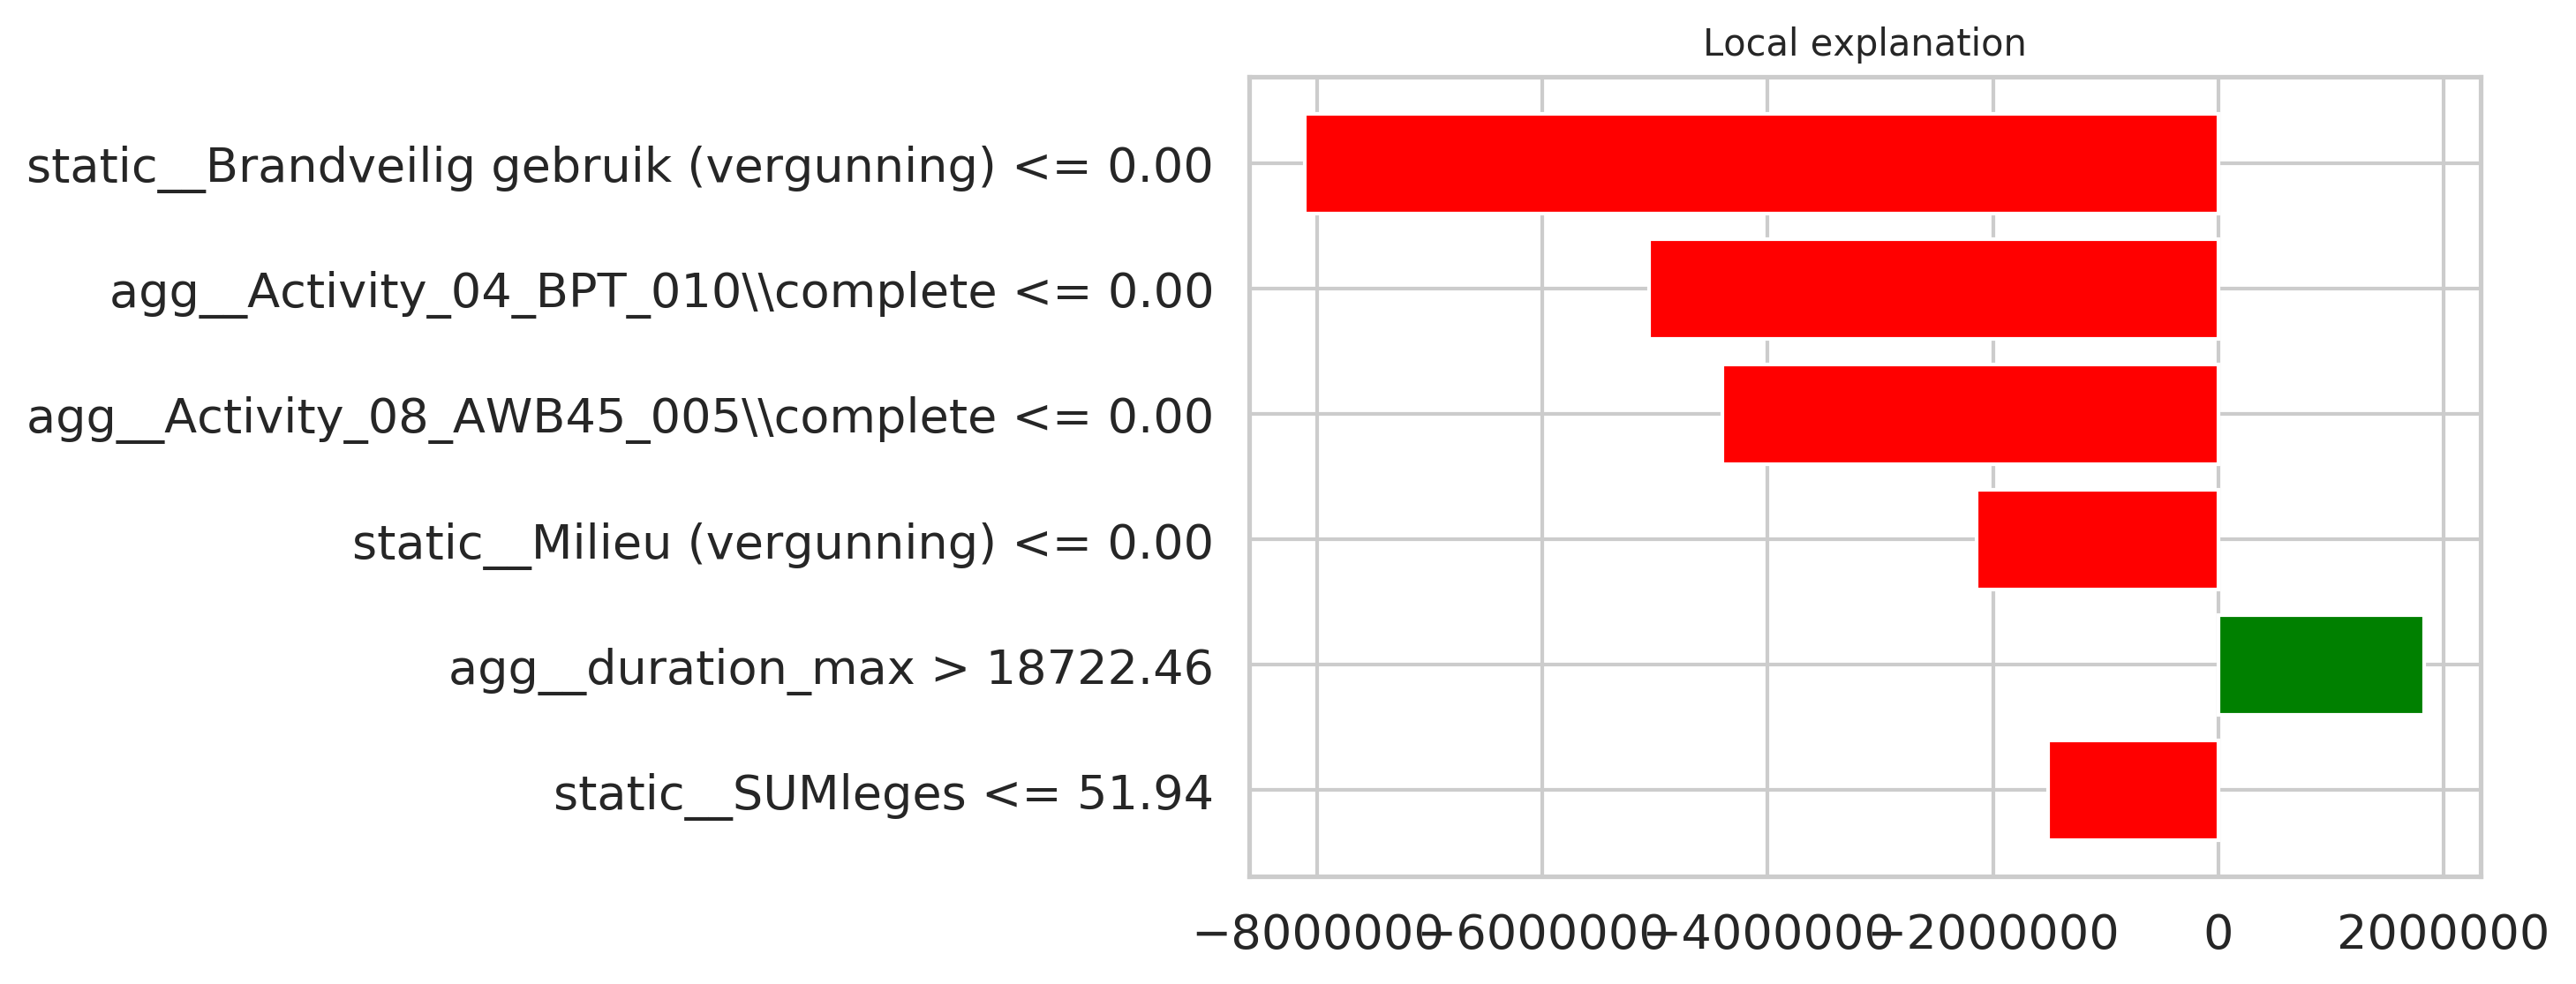 Local explanation
static__Brandveilig gebruik (vergunning) <= 0.00
agg__Activity_04_BPT_010\\complete <= 0.00
agg__Activity_08_AWB45_005\\complete <= 0.00
static__Milieu (vergunning) <= 0.00
agg__duration_max > 18722.46
static__SUMleges <= 51.94
−8000000 −6000000 −4000000 −2000000 0 2000000